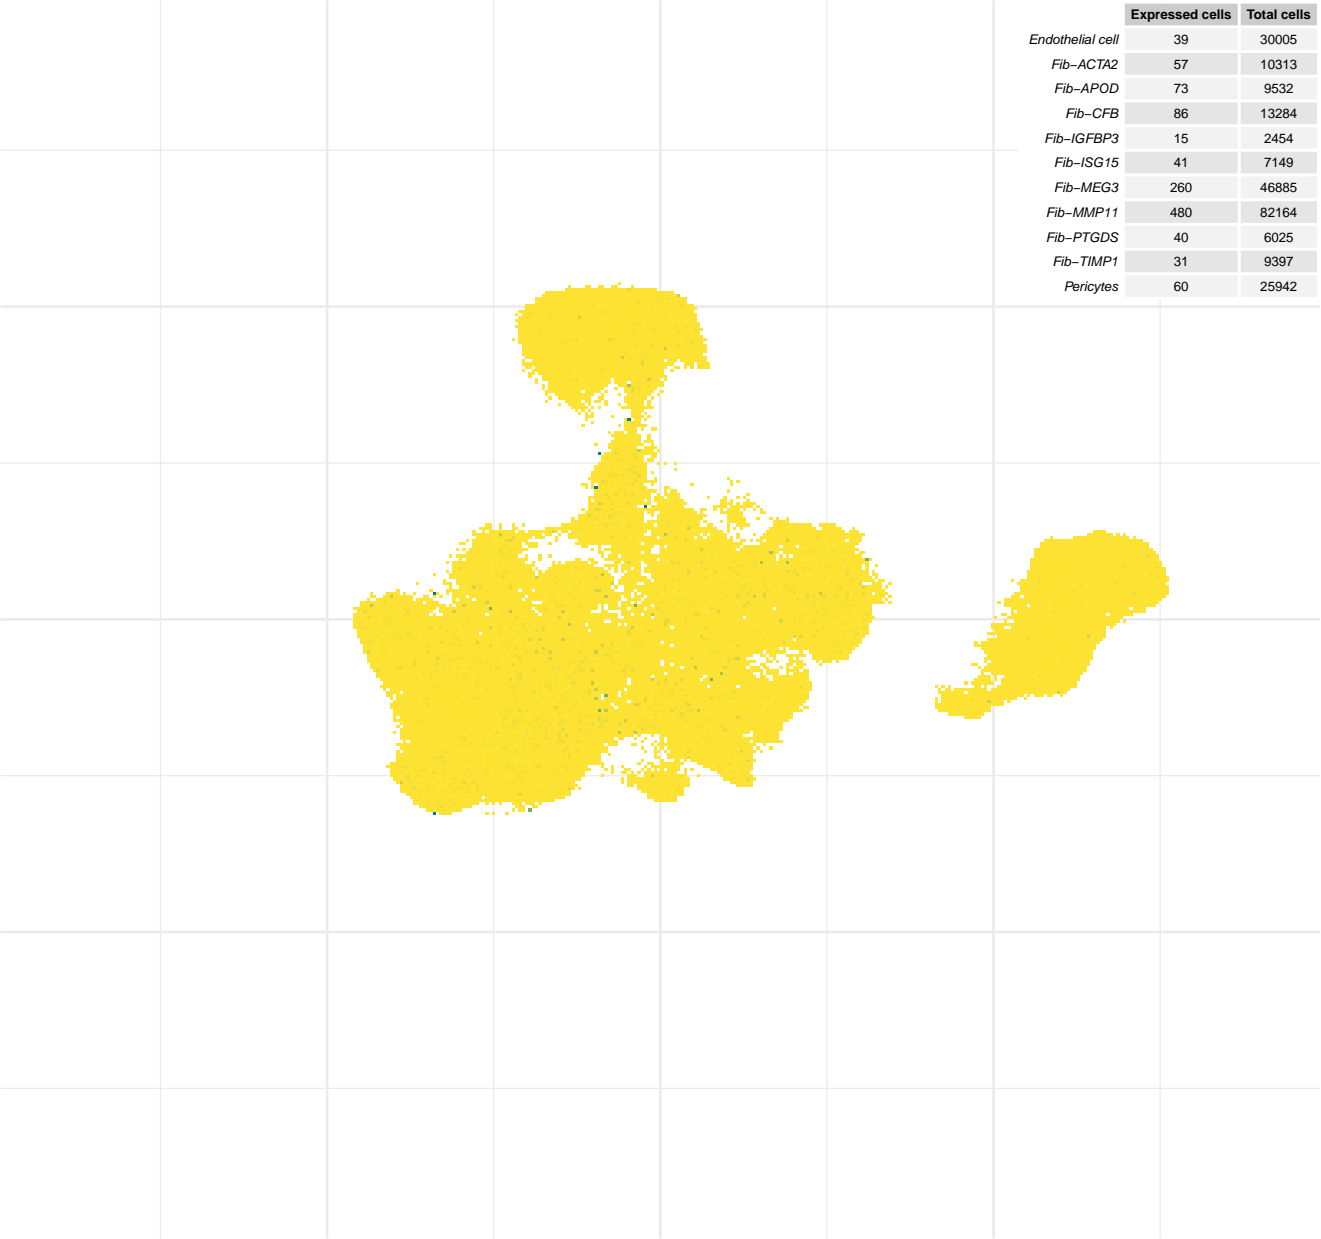 Expressed cells Total cells
Endothelial cell 39 30005
Fib−ACTA2 57 10313
Fib−APOD 73 9532
Fib−CFB 86 13284
Fib−IGFBP3 15 2454
Fib−ISG15 41 7149
Fib−MEG3 260 46885
Fib−MMP11 480 82164
Fib−PTGDS 40 6025
Fib−TIMP1 31 9397
Pericytes 60 25942